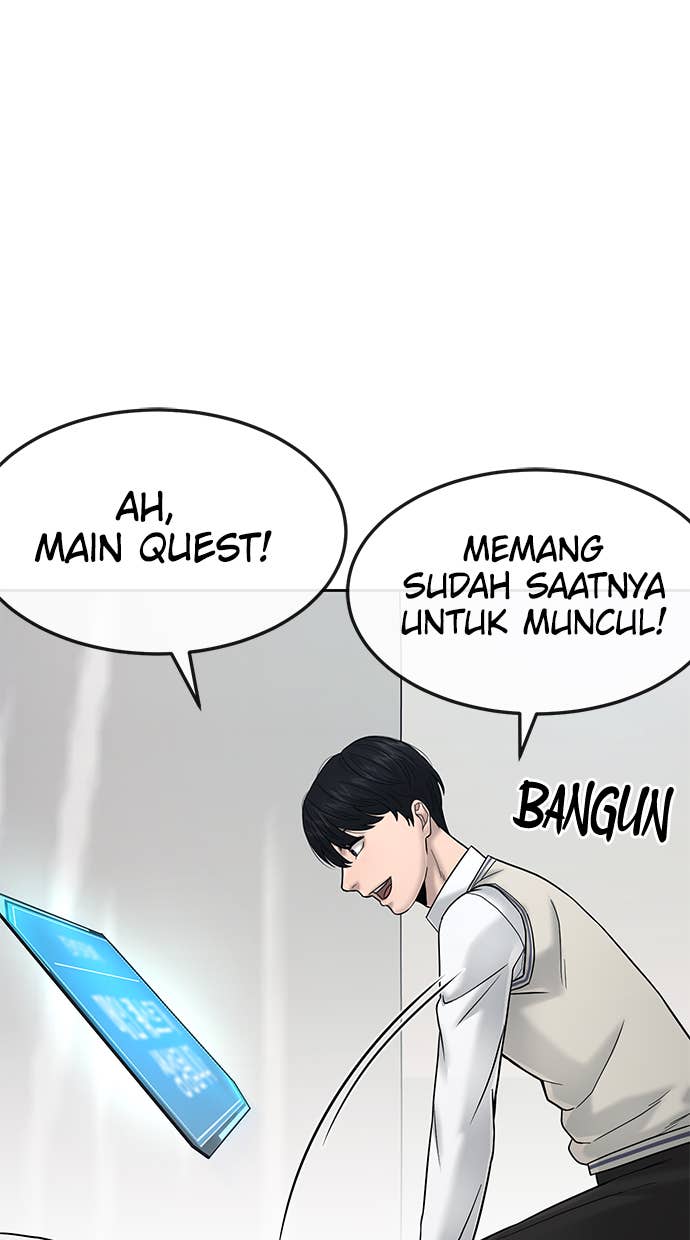 AH,
MAIN QUEST!
MEMANG
SUDAH SAATNYA
UNTUK MUNCUL!
BANGUN